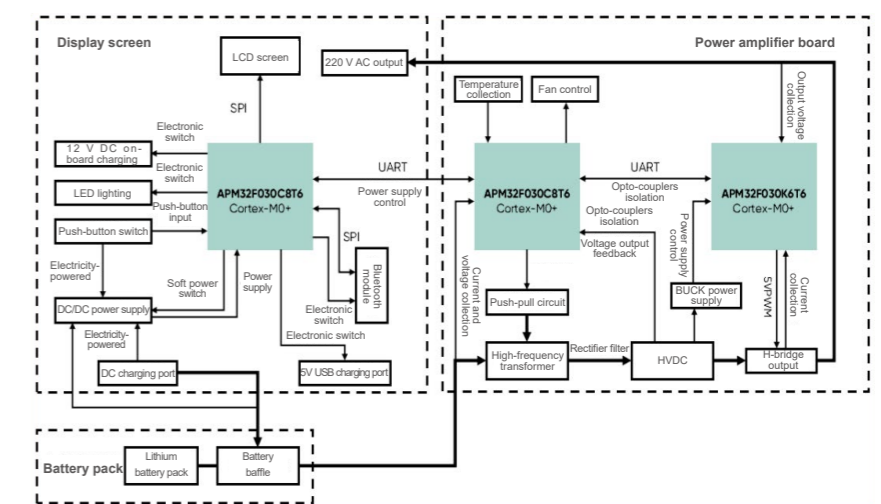 Display screen
Power amplifier board
LCD screen
220 V AC output
Temperature
collection
Fan control
Output voltage
collection
SPI
Electronic
switch
12 V DC on-
board charging
Electronic
switch
LED lighting
Push-button
input
Push-button switch
APM32F030C8T6
Cortex-M0+
UART
Power supply
control
APM32F030C8T6
Cortex-M0+
UART
Opto-couplers
isolation
APM32F030K6T6
Cortex-M0+
Opto-couplers
isolation
Voltage output
feedback
SPI
Bluetooth
module
Electricity-
powered
Soft power
switch
Power
supply
Electronic
switch
Current and
voltage collection
Power supply
control
SVPWM
Current
collection
DC/DC power supply
Push-pull circuit
BUCK power
supply
Electricity-
powered
Electronic switch
DC charging port
5V USB charging port
High-frequency
transformer
Rectifier filter
HVDC
H-bridge
output
Battery pack
Lithium
battery pack
Battery
baffle